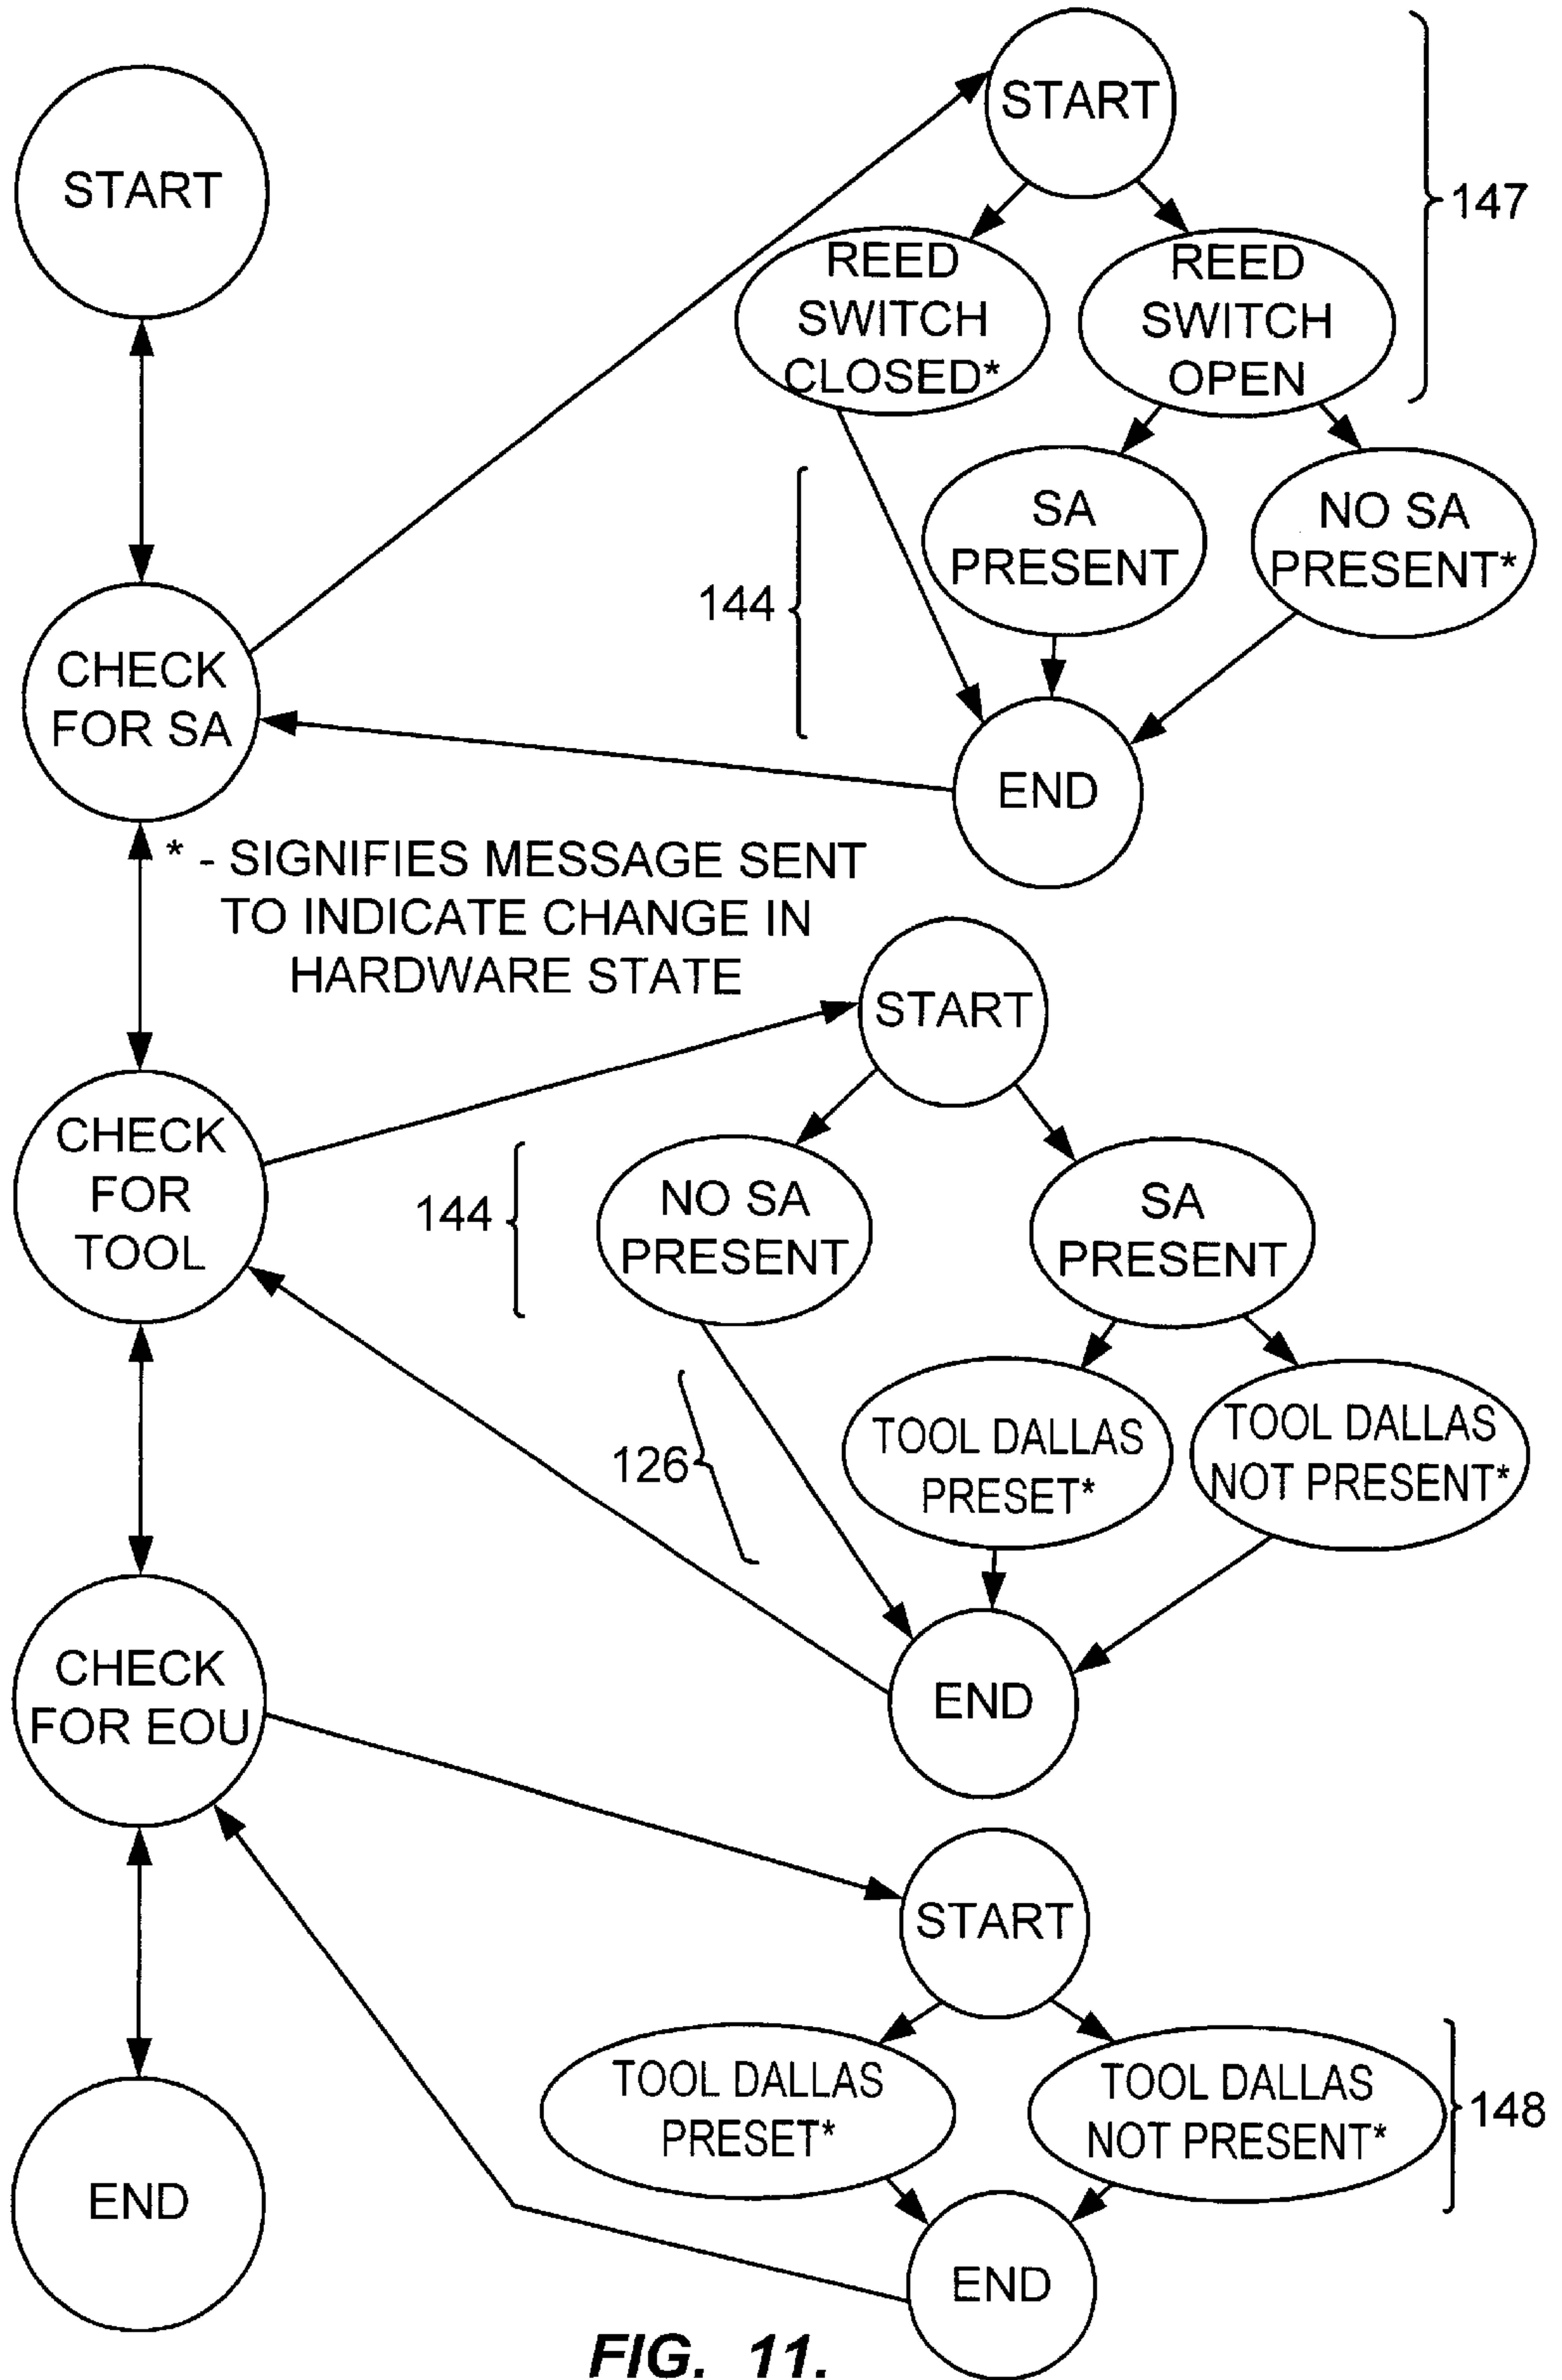 START
START
147
REED
SWITCH
CLOSED*
REED
SWITCH
OPEN
SA
PRESENT
NO SA
PRESENT*
144
CHECK
FOR SA
END
* - SIGNIFIES MESSAGE SENT
TO INDICATE CHANGE IN
HARDWARE STATE
START
CHECK
FOR
TOOL
144
NO SA
PRESENT
SA
PRESENT
126
TOOL DALLAS
PRESET*
TOOL DALLAS
NOT PRESENT*
CHECK
FOR EOU
END
START
TOOL DALLAS
PRESET*
TOOL DALLAS
NOT PRESENT*
148
END
END
FIG. 11.